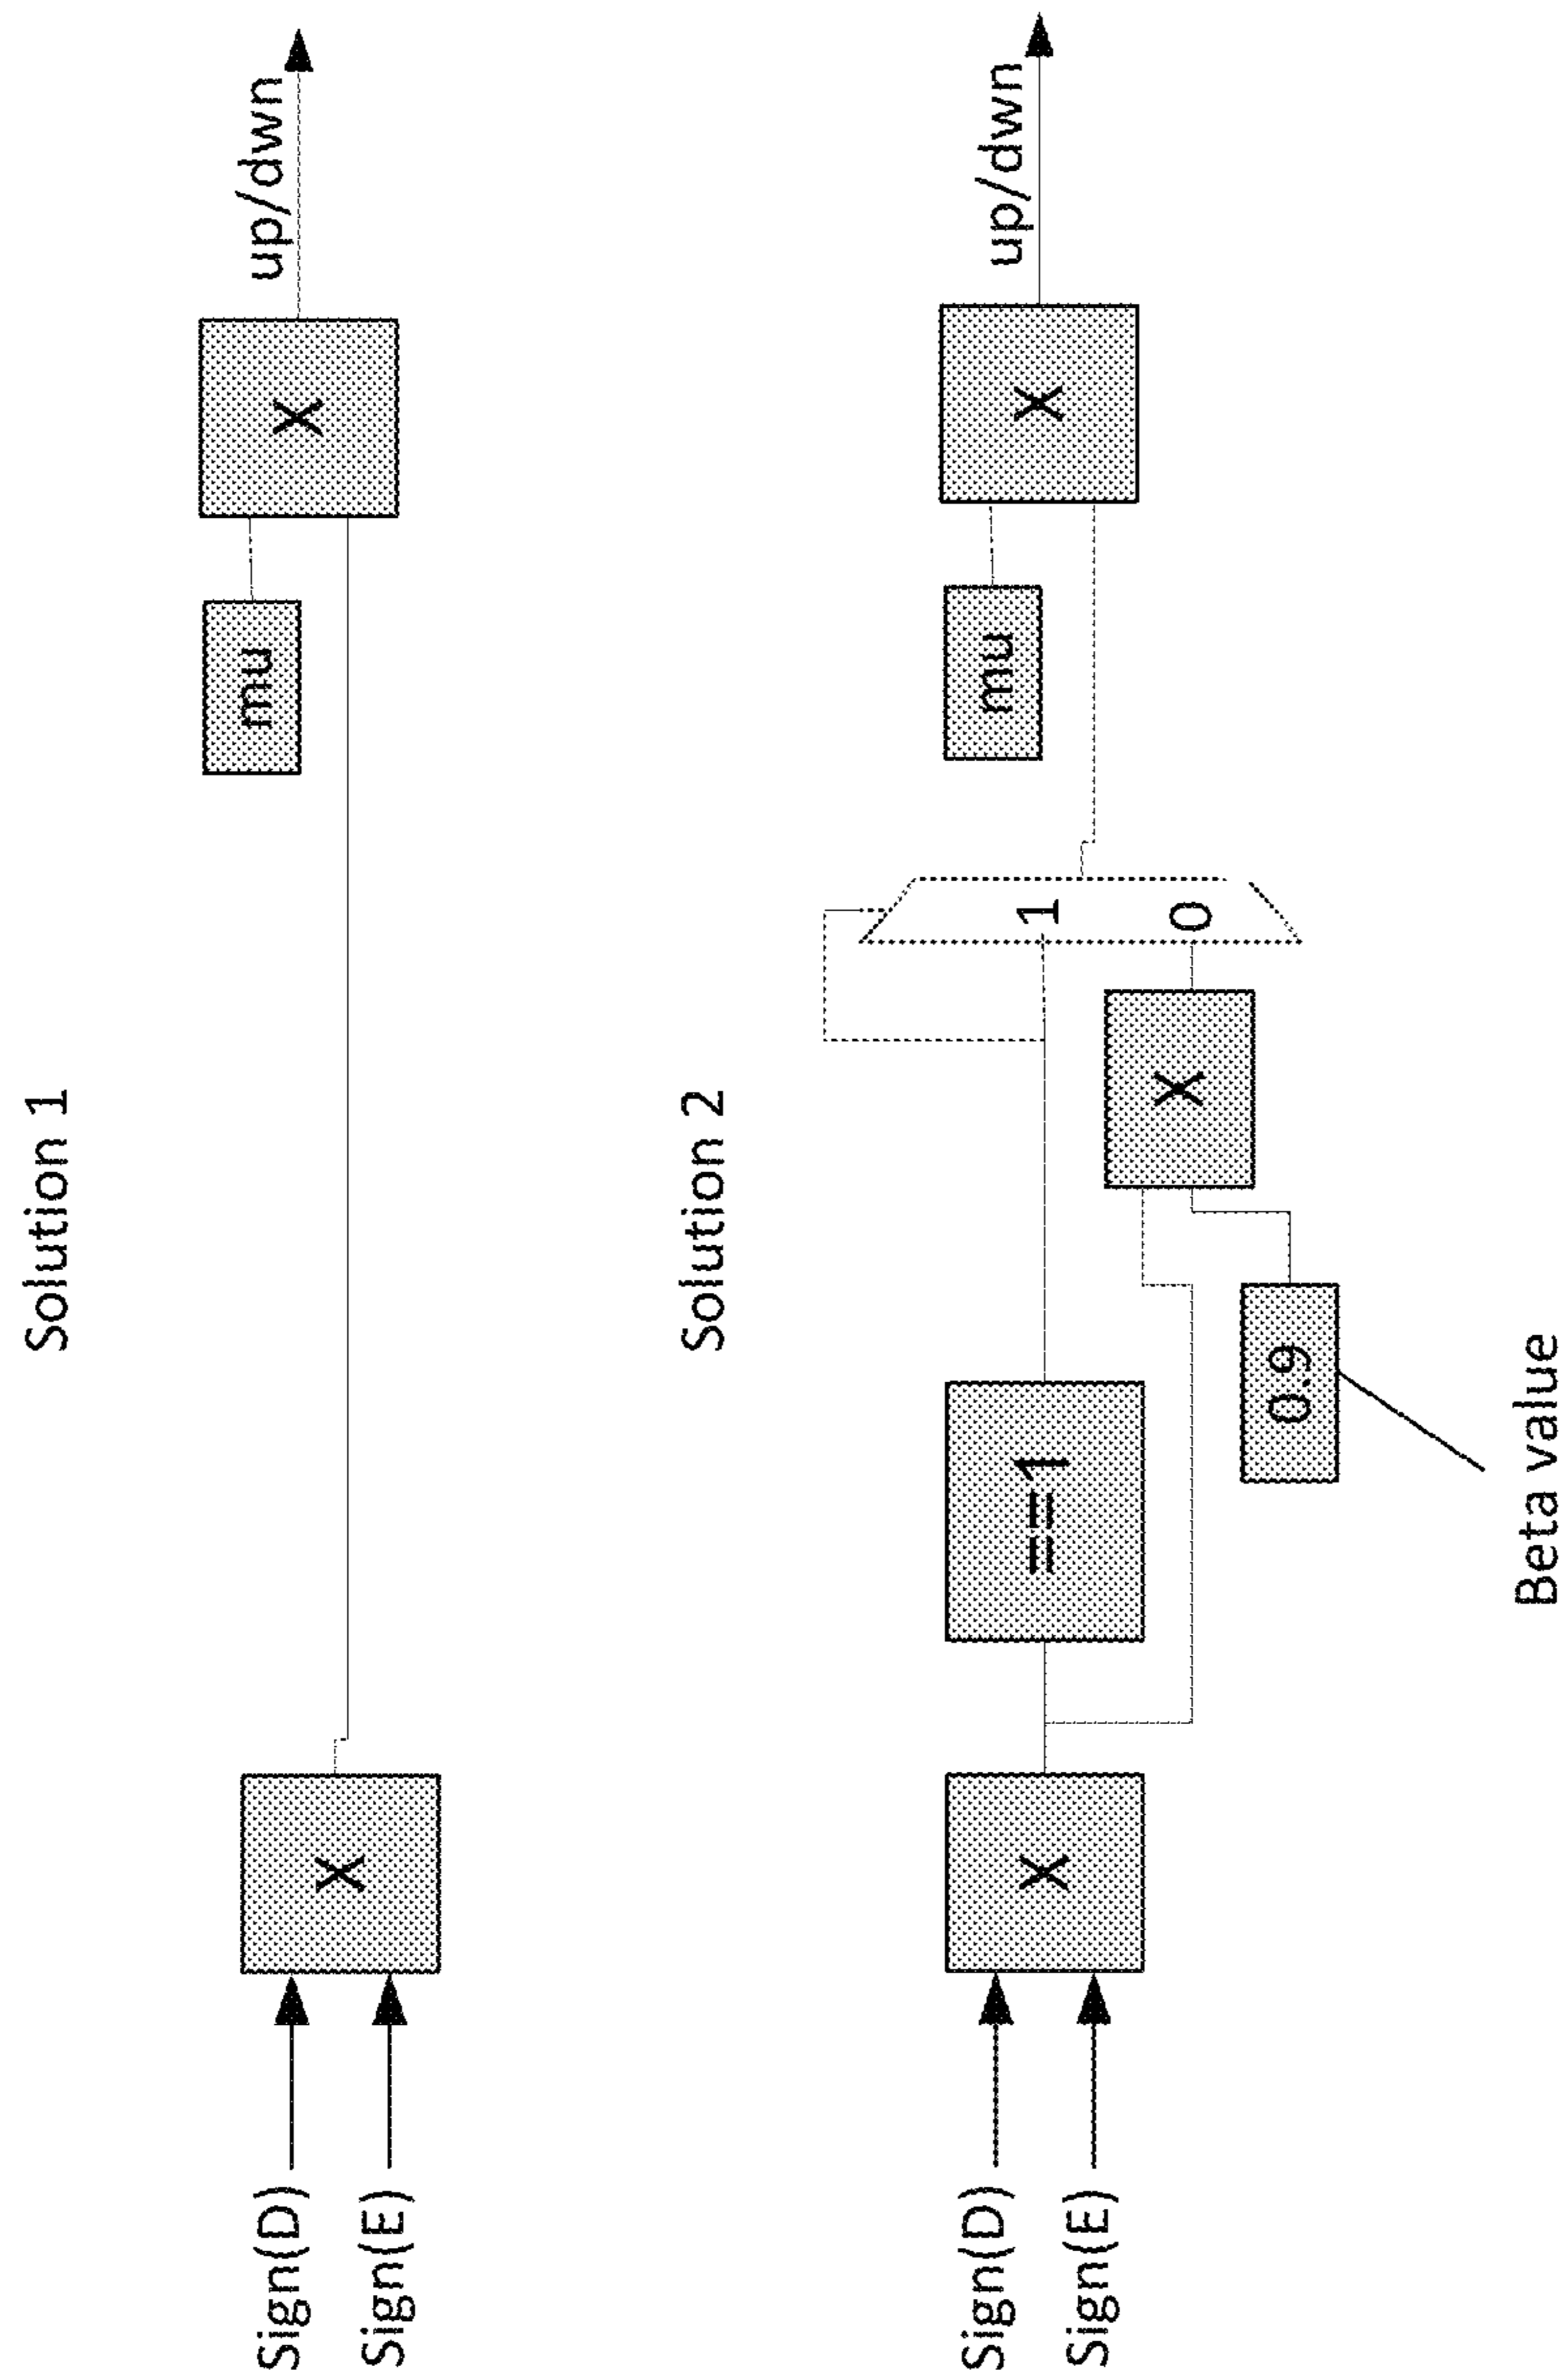 Solution 1
Sign(D)
Sign(E)
X
mu
X
up/dwn
Solution 2
Sign(D)
Sign(E)
X
==1
0.9
X
1
0
mu
X
up/dwn
Beta value